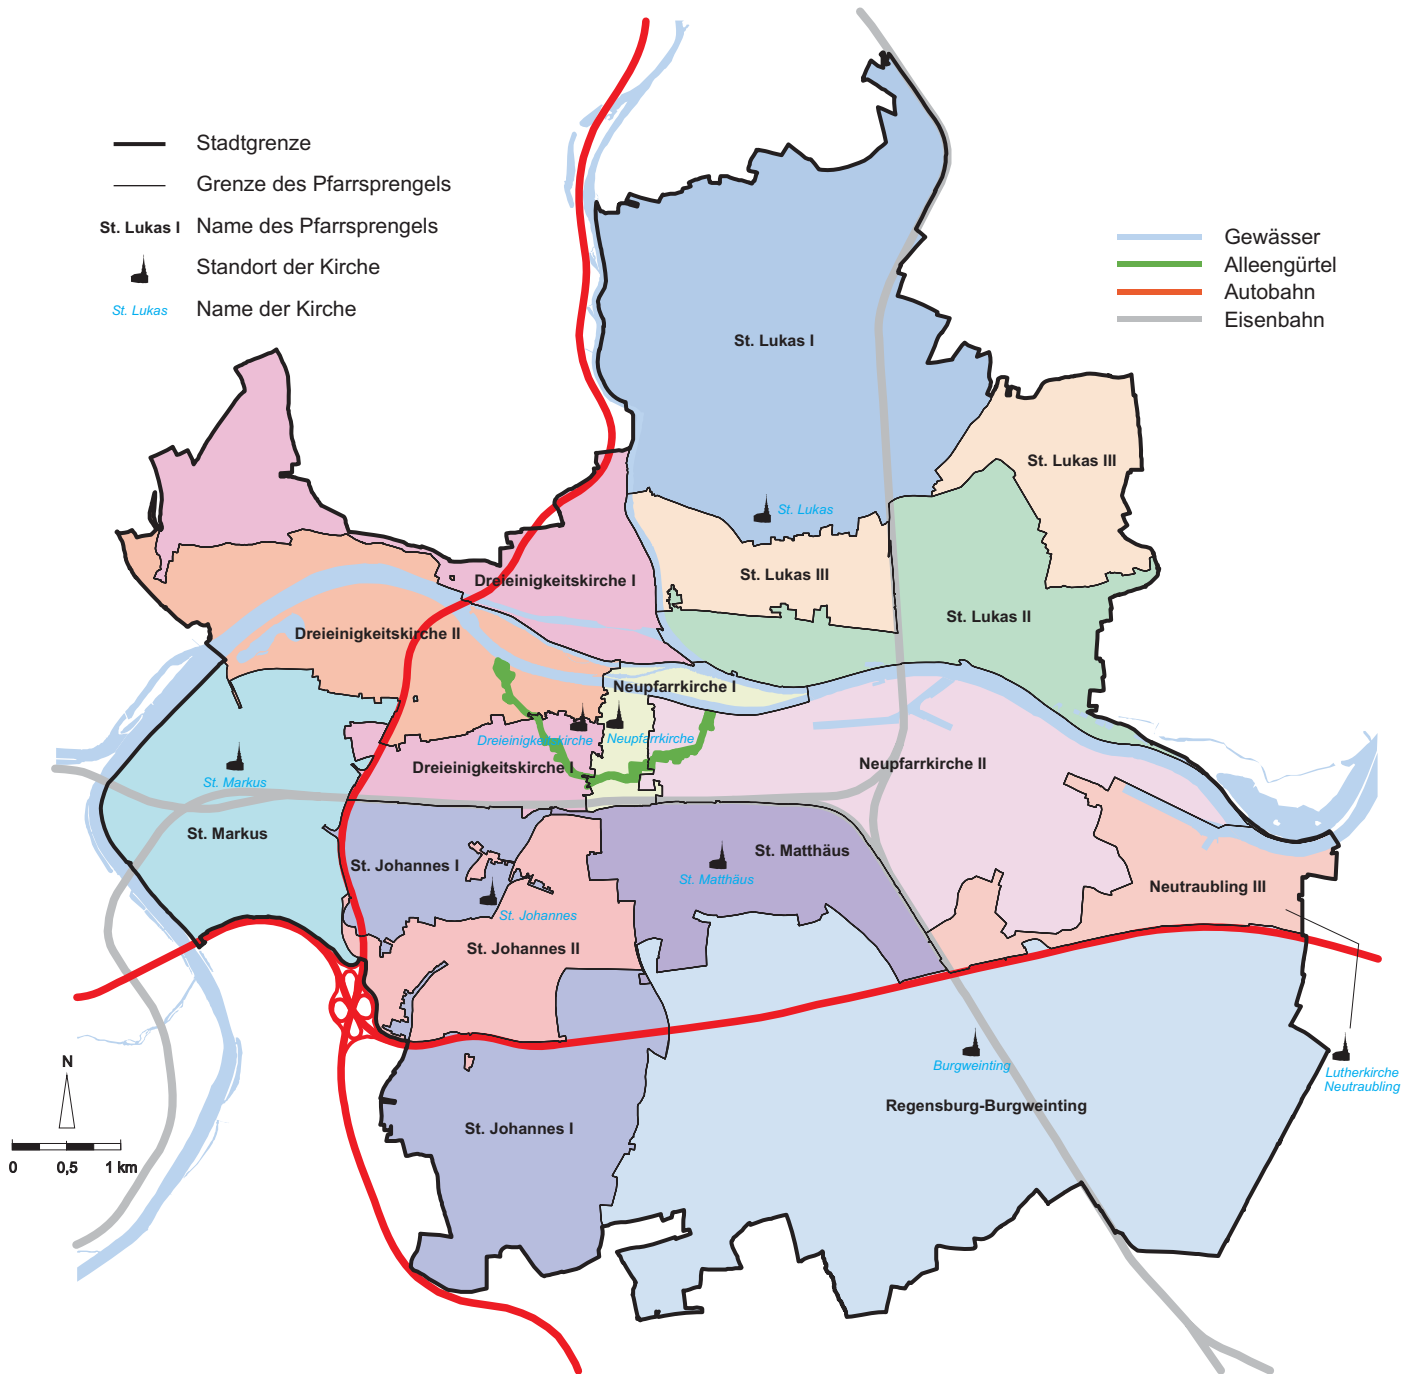 Stadtgrenze
Grenze des Pfarrsprengels
St. Lukas I Name des Pfarrsprengels
Standort der Kirche
St. Lukas Name der Kirche
Gewässer
Alleengürtel
Autobahn
Eisenbahn
St. Lukas I
St. Lukas III
St. Lukas
St. Lukas III
Dreieinigkeitskirche I
St. Lukas II
Dreieinigkeitskirche II
Neupfarrkirche I
Dreieinigkeitskirche
Neupfarrkirche
Dreieinigkeitskirche I
Neupfarrkirche II
St. Markus
St. Markus
St. Johannes I
St. Matthäus
St. Matthäus
Neutraubling III
St. Johannes
St. Johannes II
Burgweinting
Lutherkirche
Neutraubling
Regensburg-Burgweinting
St. Johannes I
N
0 0,5 1 km